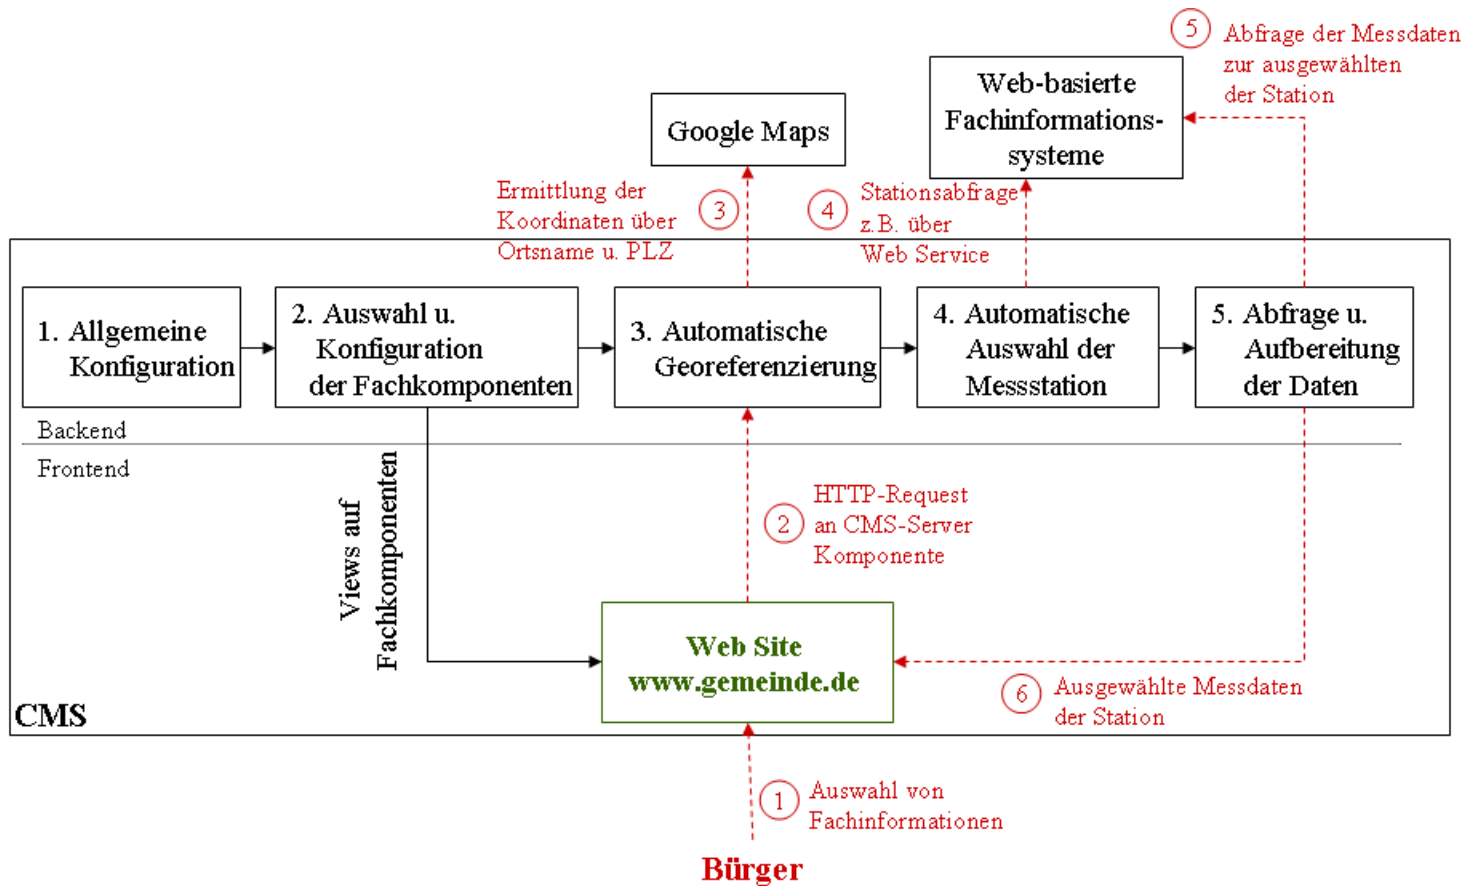 5 Abfrage der Messdaten
zur ausgewählten
der Station
Web-basierte
Fachinformations-
systeme
Google Maps
Ermittlung der
Koordinaten über
Ortsname u. PLZ
3
4 Stationsabfrage
z.B. über
Web Service
1. Allgemeine
Konfiguration
2. Auswahl u.
Konfiguration
der Fachkomponenten
3. Automatische
Georeferenzierung
4. Automatische
Auswahl der
Messstation
5. Abfrage u.
Aufbereitung
der Daten
Backend
Frontend
Views auf
Fachkomponenten
2 HTTP-Request
an CMS-Server
Komponente
Web Site
www.gemeinde.de
6 Ausgewählte Messdaten
der Station
CMS
1 Auswahl von
Fachinformationen
Bürger